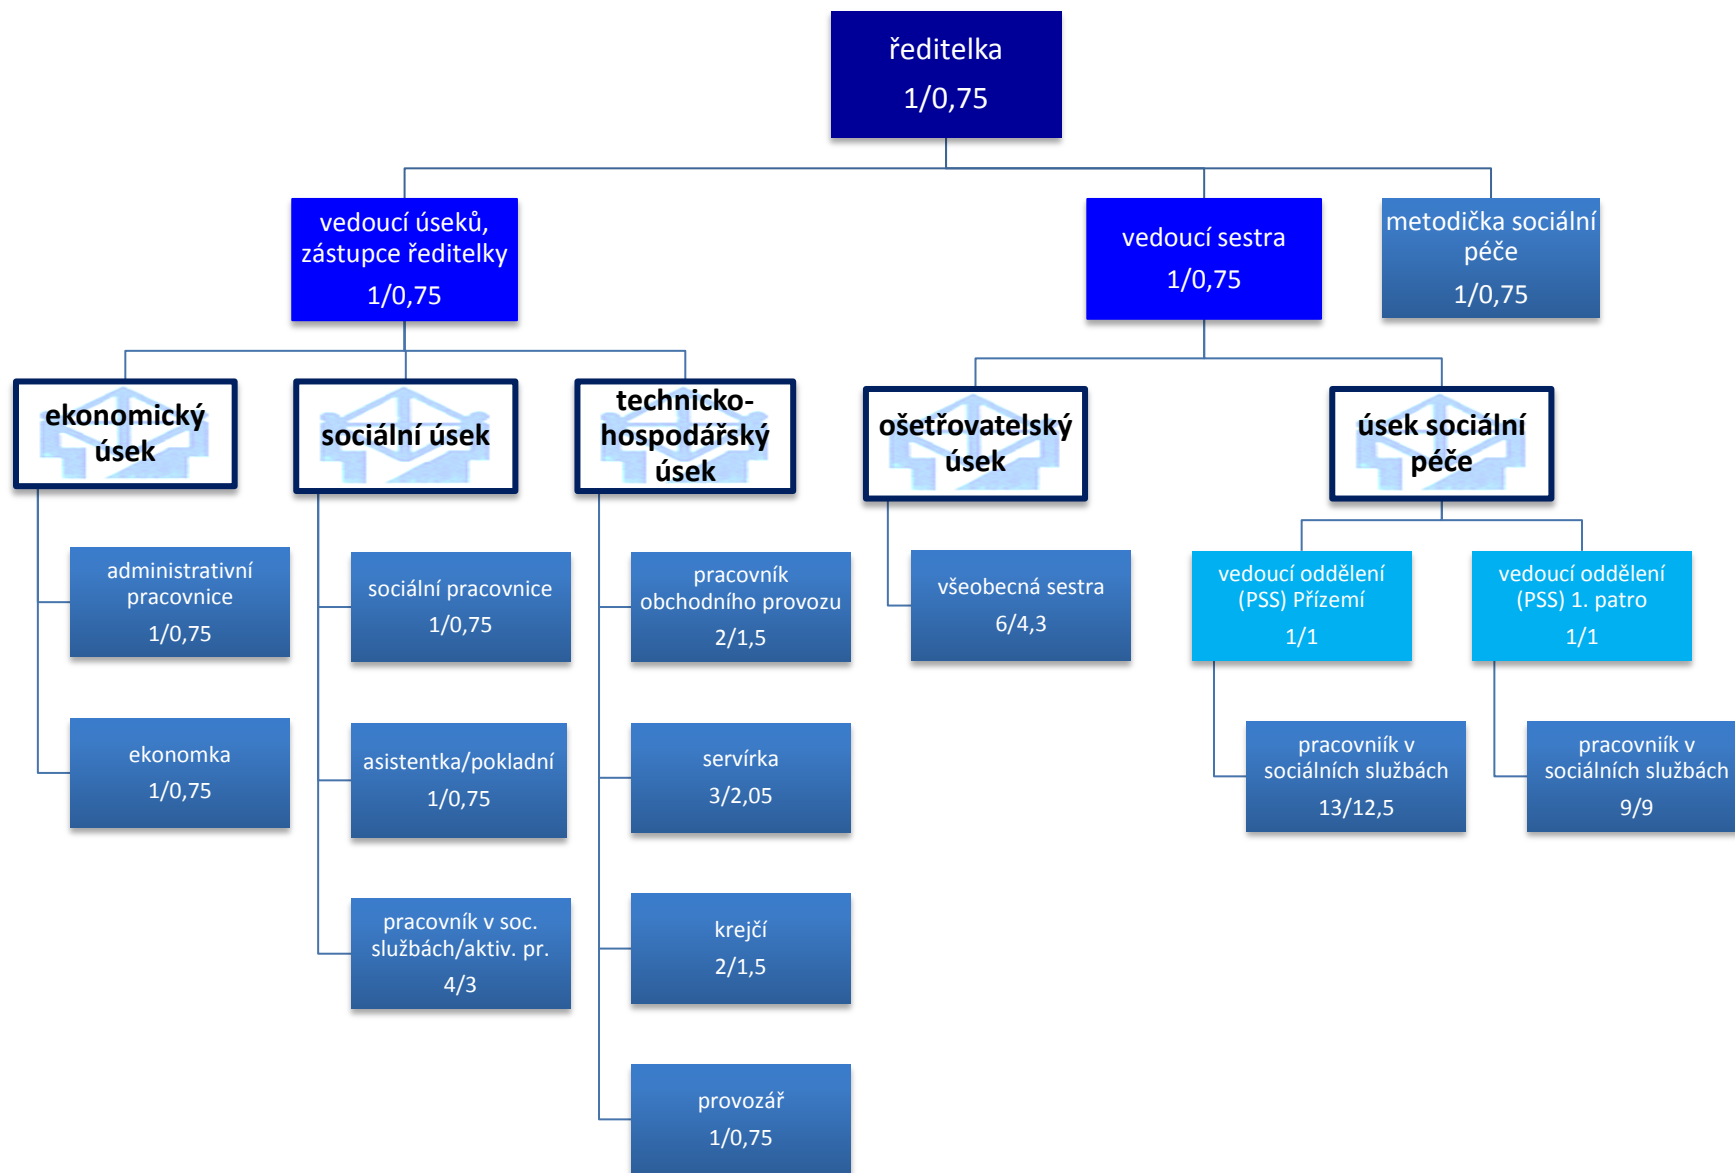 ředitelka
1/0,75
vedoucí úseků,
zástupce ředitelky
1/0,75
vedoucí sestra
1/0,75
metodička sociální
péče
1/0,75
ekonomický
úsek
sociální úsek
technicko-
hospodářský
úsek
ošetřovatelský
úsek
úsek sociální
péče
administrativní
pracovnice
1/0,75
ekonomka
1/0,75
sociální pracovnice
1/0,75
asistentka/pokladní
1/0,75
pracovník v soc.
službách/aktiv. pr.
4/3
pracovník
obchodního provozu
2/1,5
servírka
3/2,05
krejčí
2/1,5
provozář
1/0,75
všeobecná sestra
6/4,3
vedoucí oddělení
(PSS) Přízemí
1/1
pracovniík v
sociálních službách
13/12,5
vedoucí oddělení
(PSS) 1. patro
1/1
pracovniík v
sociálních službách
9/9